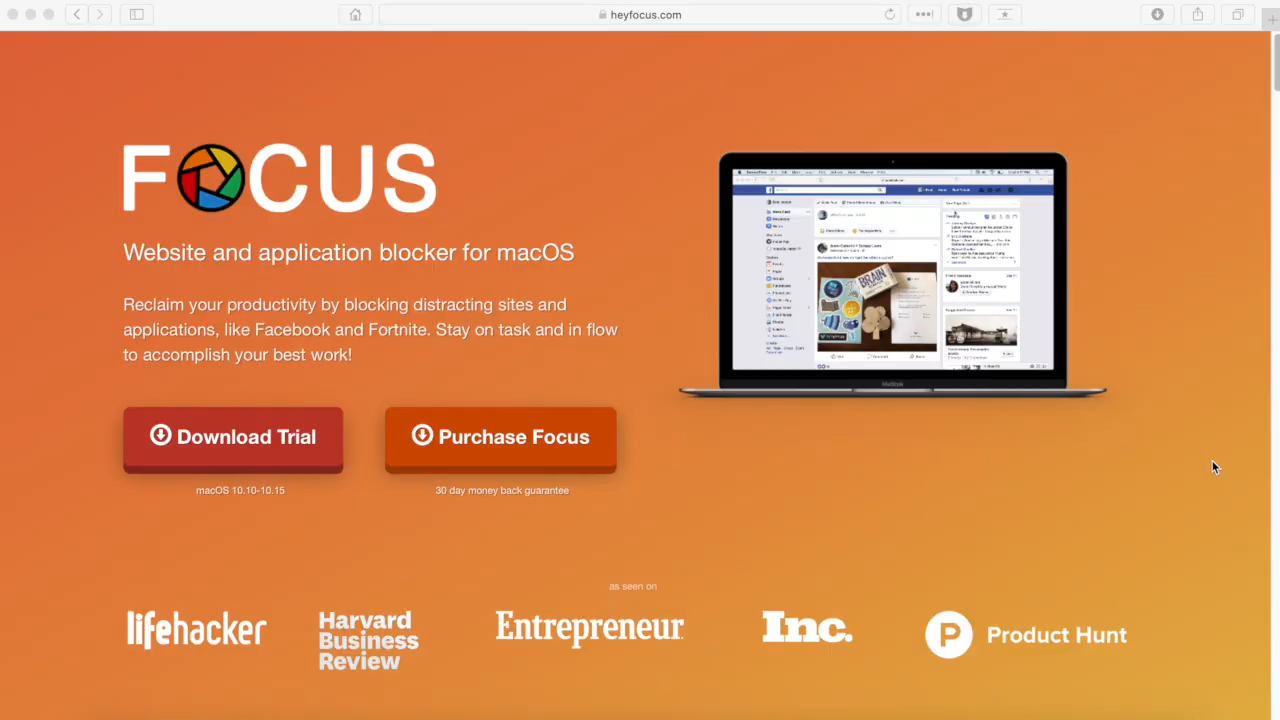 heyfocus.com
FOCUS
Website and application blocker for macOS
Reclaim your productivity by blocking distracting sites and
applications, like Facebook and Fortnite. Stay on task and in flow
to accomplish your best work!
Download Trial
Purchase Focus
macOS 10.10-10.15
30 day money back guarantee
as seen on
lifehacker
Harvard
Business
Review
Entrepreneur
Inc.
P Product Hunt
MacBook
BRAIN